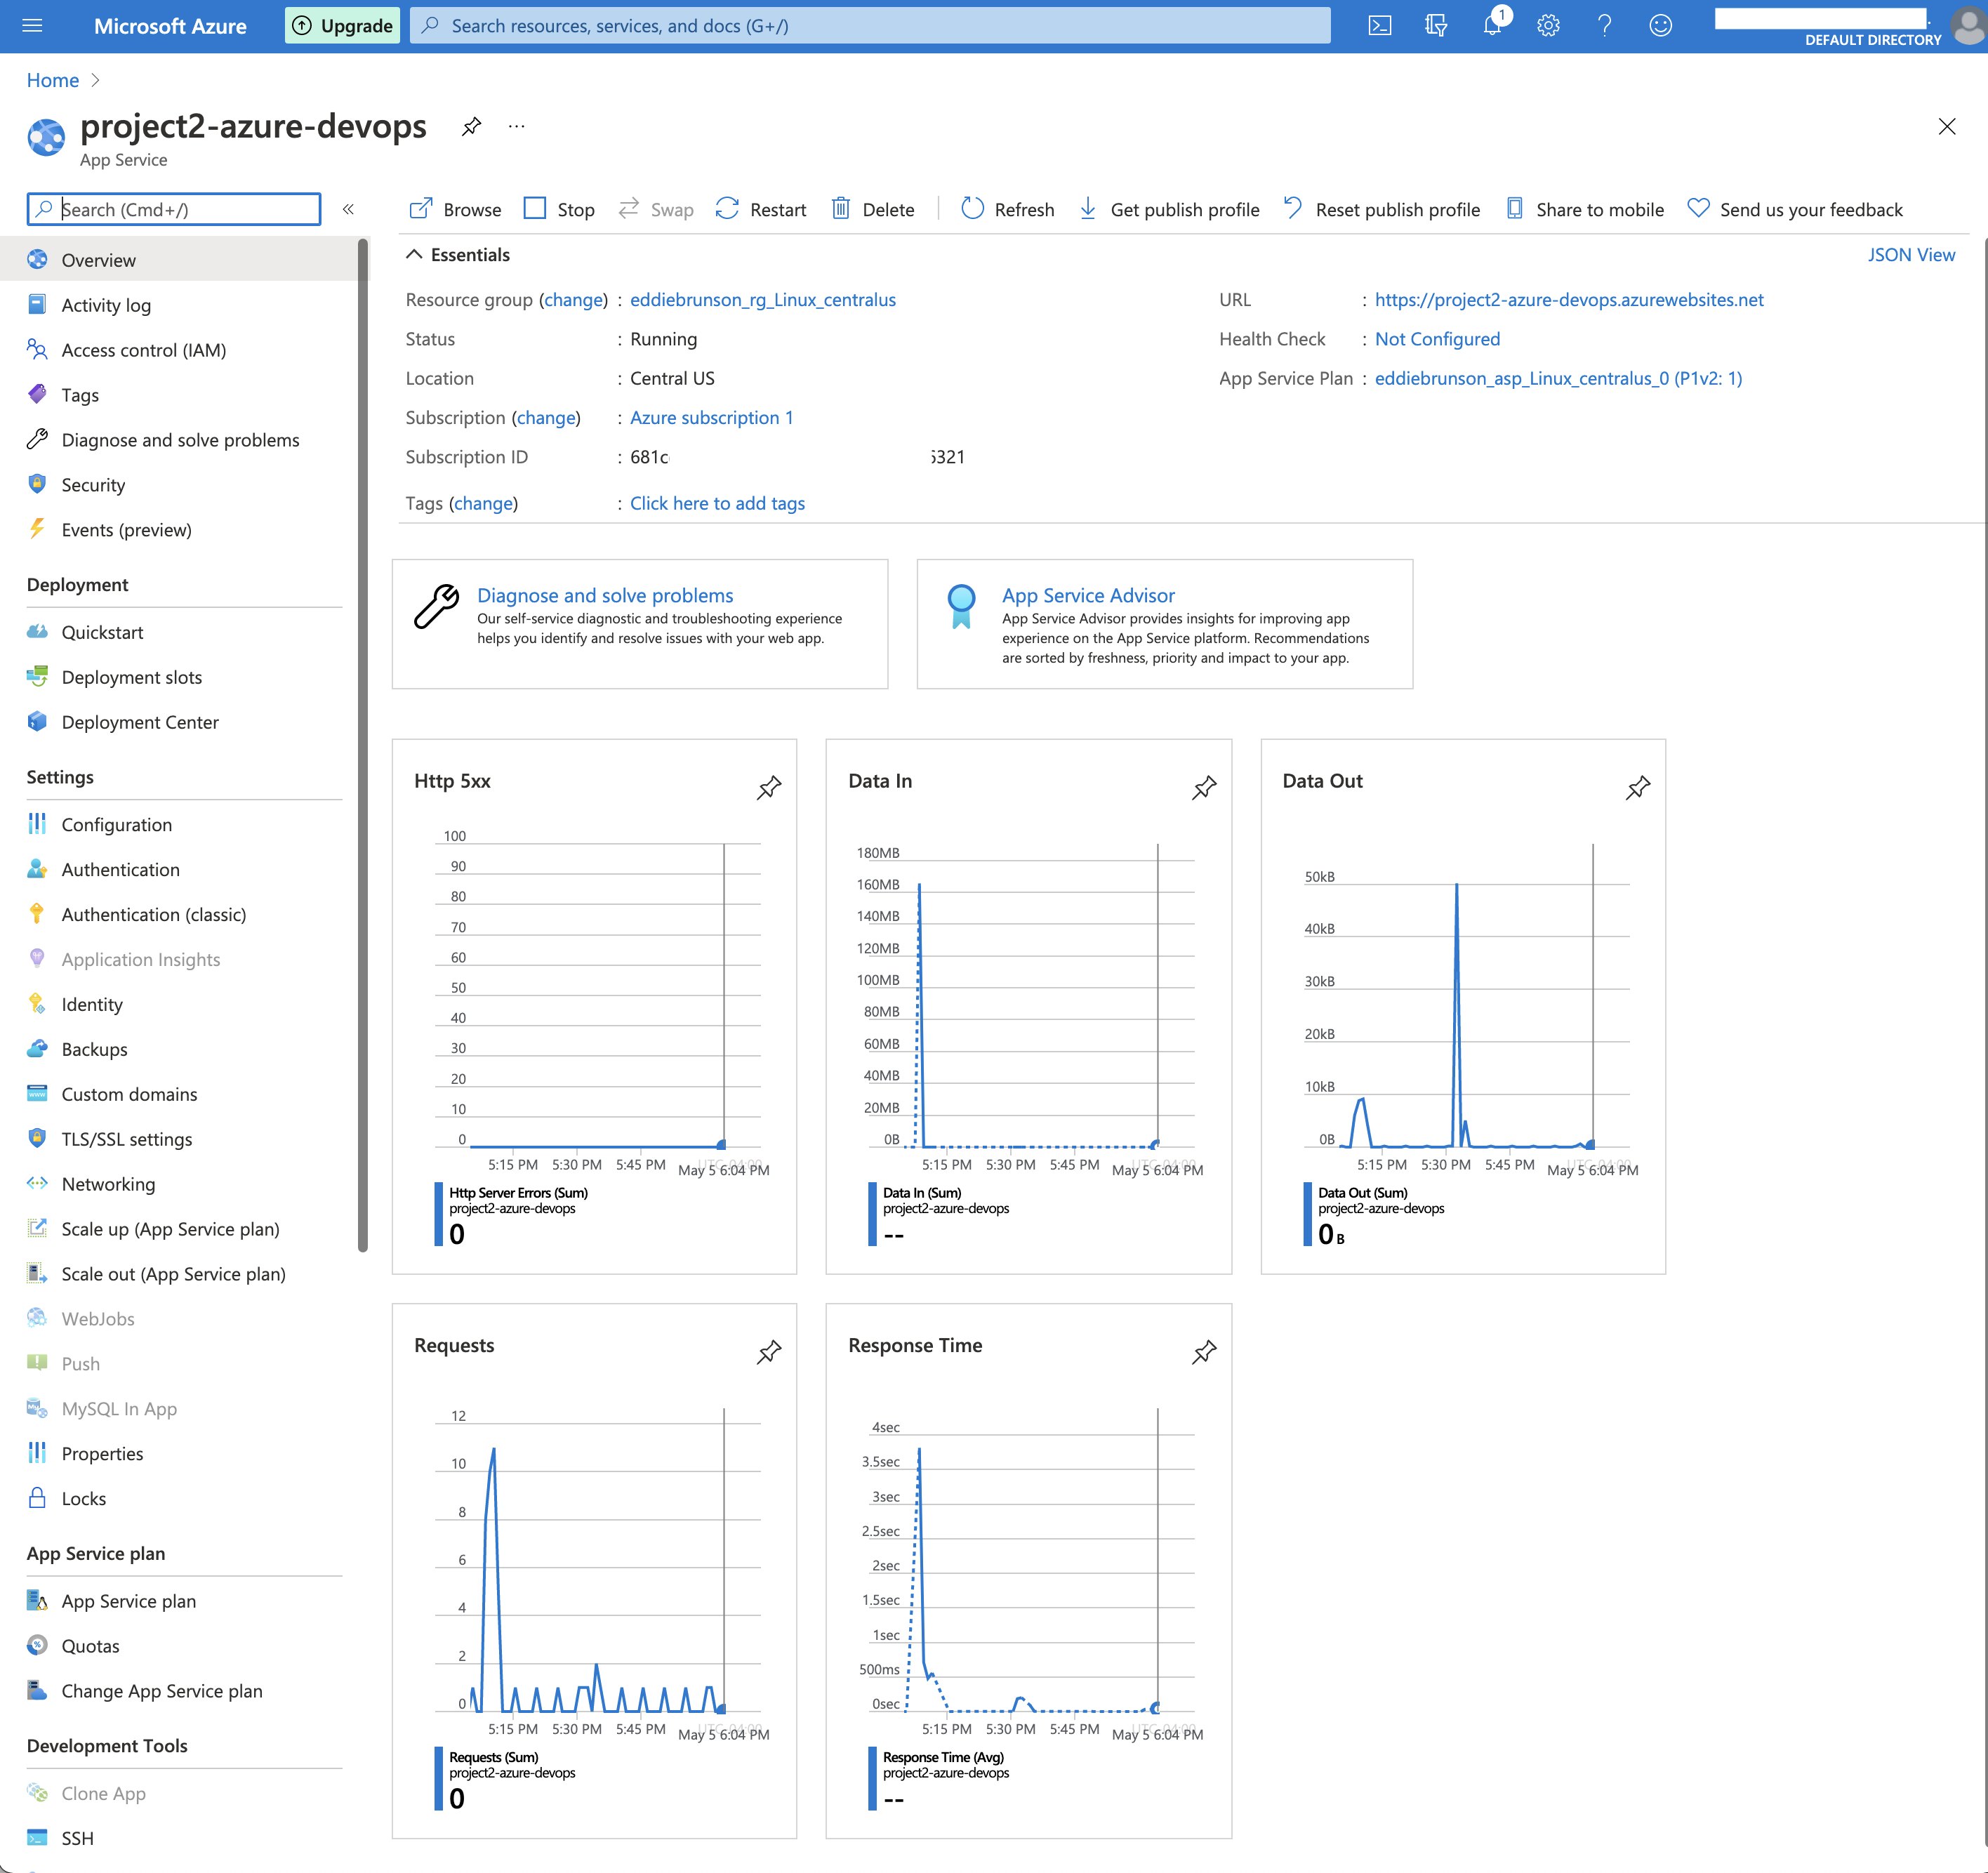 Microsoft Azure
Upgrade
Search resources, services, and docs (G+/)
1
DEFAULT DIRECTORY
Home
project2-azure-devops
App Service
Search (Cmd+/)
Browse Stop Swap Restart Delete Refresh Get publish profile Reset publish profile Share to mobile Send us your feedback
Overview
Activity log
Access control (IAM)
Tags
Diagnose and solve problems
Security
Events (preview)
Deployment
Quickstart
Deployment slots
Deployment Center
Settings
Configuration
Authentication
Authentication (classic)
Application Insights
Identity
Backups
Custom domains
TLS/SSL settings
Networking
Scale up (App Service plan)
Scale out (App Service plan)
WebJobs
Push
MySQL In App
Properties
Locks
App Service plan
App Service plan
Quotas
Change App Service plan
Development Tools
Clone App
SSH
Essentials
JSON View
Resource group (change) : eddiebrunson_rg_Linux_centralus
Status : Running
Location : Central US
Subscription (change) : Azure subscription 1
Subscription ID : 681c 5321
Tags (change) : Click here to add tags
URL : https://project2-azure-devops.azurewebsites.net
Health Check : Not Configured
App Service Plan : eddiebrunson_asp_Linux_centralus_0 (P1v2: 1)
Diagnose and solve problems
Our self-service diagnostic and troubleshooting experience
helps you identify and resolve issues with your web app.
App Service Advisor
App Service Advisor provides insights for improving app
experience on the App Service platform. Recommendations
are sorted by freshness, priority and impact to your app.
Http 5xx
100
90
80
70
60
50
40
30
20
10
0
5:15 PM 5:30 PM 5:45 PM UTC-04:00
May 5 6:04 PM
Http Server Errors (Sum)
project2-azure-devops
0
Data In
180MB
160MB
140MB
120MB
100MB
80MB
60MB
40MB
20MB
0B
5:15 PM 5:30 PM 5:45 PM UTC-04:00
May 5 6:04 PM
Data In (Sum)
project2-azure-devops
--
Data Out
50kB
40kB
30kB
20kB
10kB
0B
5:15 PM 5:30 PM 5:45 PM UTC-04:00
May 5 6:04 PM
Data Out (Sum)
project2-azure-devops
0 B
Requests
12
10
8
6
4
2
0
5:15 PM 5:30 PM 5:45 PM UTC-04:00
May 5 6:04 PM
Requests (Sum)
project2-azure-devops
0
Response Time
4sec
3.5sec
3sec
2.5sec
2sec
1.5sec
1sec
500ms
0sec
5:15 PM 5:30 PM 5:45 PM UTC-04:00
May 5 6:04 PM
Response Time (Avg)
project2-azure-devops
--